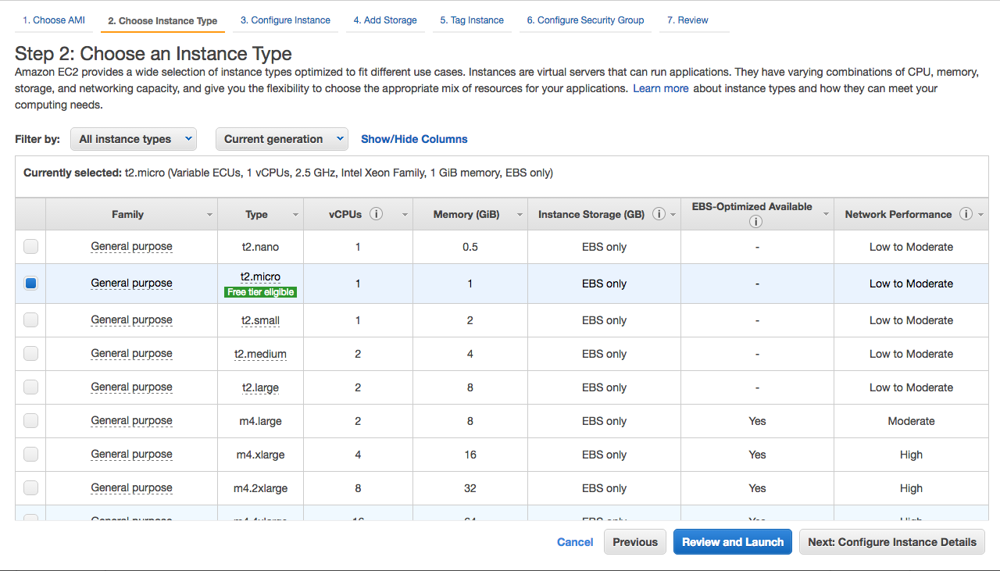 1. Choose AMI 2. Choose Instance Type 3. Configure Instance 4. Add Storage 5. Tag Instance 6. Configure Security Group 7. Review
Step 2: Choose an Instance Type
Amazon EC2 provides a wide selection of instance types optimized to fit different use cases. Instances are virtual servers that can run applications. They have varying combinations of CPU, memory,
storage, and networking capacity, and give you the flexibility to choose the appropriate mix of resources for your applications. Learn more about instance types and how they can meet your
computing needs.
Filter by: All instance types Current generation Show/Hide Columns
Currently selected: t2.micro (Variable ECUs, 1 vCPUs, 2.5 GHz, Intel Xeon Family, 1 GiB memory, EBS only)
Family Type vCPUs i Memory (GiB) Instance Storage (GB) i EBS-Optimized Available i Network Performance i
General purpose t2.nano 1 0.5 EBS only - Low to Moderate
General purpose t2.micro Free tier eligible 1 1 EBS only - Low to Moderate
General purpose t2.small 1 2 EBS only - Low to Moderate
General purpose t2.medium 2 4 EBS only - Low to Moderate
General purpose t2.large 2 8 EBS only - Low to Moderate
General purpose m4.large 2 8 EBS only Yes Moderate
General purpose m4.xlarge 4 16 EBS only Yes High
General purpose m4.2xlarge 8 32 EBS only Yes High
General purpose m4.4xlarge 16 64 EBS only Yes High
Cancel Previous Review and Launch Next: Configure Instance Details